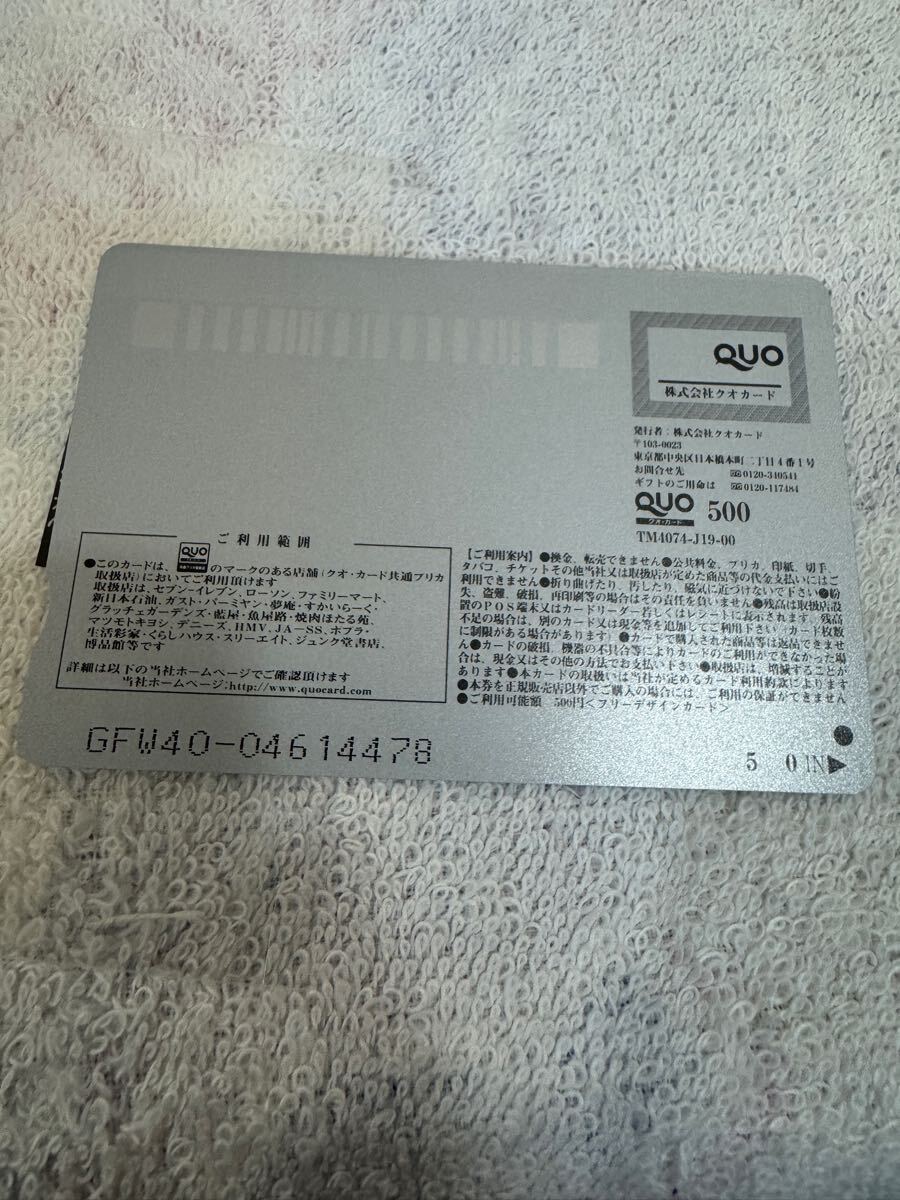 QUO
株式会社クオカード
発行者：株式会社クオカード
〒103-0023
東京都中央区日本橋本町二丁目4番1号
お問合せ先 0120-340541
ギフトのご用命は 0120-117484
QUO 500
クオ・カード
TM4074-J19-00
ご利用範囲
●このカードは、QUOのマークのある店舗(クオ・カード共通プリカ
取扱店)においてご利用頂けます
取扱店は、セブン-イレブン、ローソン、ファミリーマート、
新日本石油、ガスト・バーミヤン・夢庵・すかいらーく・
グラッチェガーデンズ・藍屋・魚屋路・焼肉ほたる苑、
マツモトキヨシ、デニーズ、HMV、JA-SS、ポプラ・
生活彩家・くらしハウス・スリーエイト、ジュンク堂書店、
博品館等です
詳細は以下の当社ホームページでご確認頂けます
当社ホームページ:http://www.quocard.com
【ご利用案内】●換金、転売できません●公共料金、プリカ、印紙、切手、
タバコ、チケットその他当社又は取扱店が定めた商品等の代金支払いにはご
利用できません●折り曲げたり、汚したり、磁気に近づけないで下さい●紛
失、盗難、破損、再印刷等の場合はその責任を負いません●残高は取扱店設
置のPOS端末又はカードリーダー若しくはレシートに表示されます。残高
不足の場合は、別のカード又は現金等を追加してご利用下さい(カード枚数
に制限がある場合があります)●カードで購入された商品等は返品できませ
ん●カードの破損、機器の不具合等によりカードのご利用ができなかった場
合は、現金又はその他の方法でお支払い下さい●取扱店は、増減することが
あります●本カードの取扱いは当社が定めるカード利用約款によります
●本券を正規販売店以外でご購入の場合には、ご利用の保証ができません
●ご利用可能額 500円＜フリーデザインカード＞
GFW40-04614478
5 0 IN▶